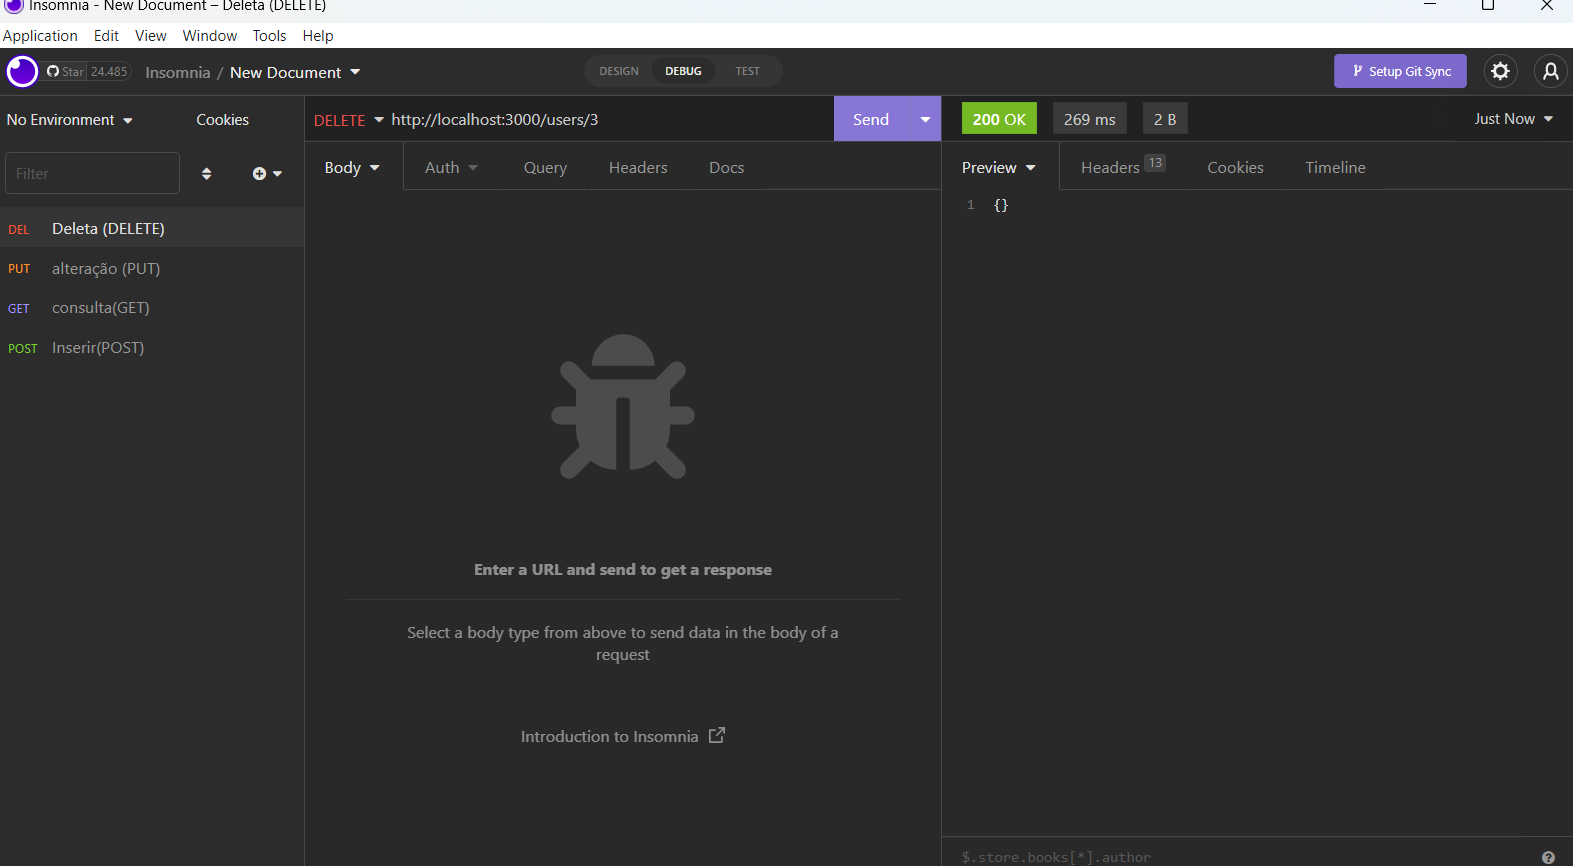 Insomnia - New Document – Deleta (DELETE)
Application Edit View Window Tools Help
Star 24,485 Insomnia / New Document DESIGN DEBUG TEST Setup Git Sync
No Environment Cookies
DELETE http://localhost:3000/users/3 Send
200 OK 269 ms 2 B Just Now
Filter
Body Auth Query Headers Docs
Preview Headers 13 Cookies Timeline
1 {}
DEL Deleta (DELETE)
PUT alteração (PUT)
GET consulta(GET)
POST Inserir(POST)
Enter a URL and send to get a response
Select a body type from above to send data in the body of a
request
Introduction to Insomnia
$.store.books[*].author